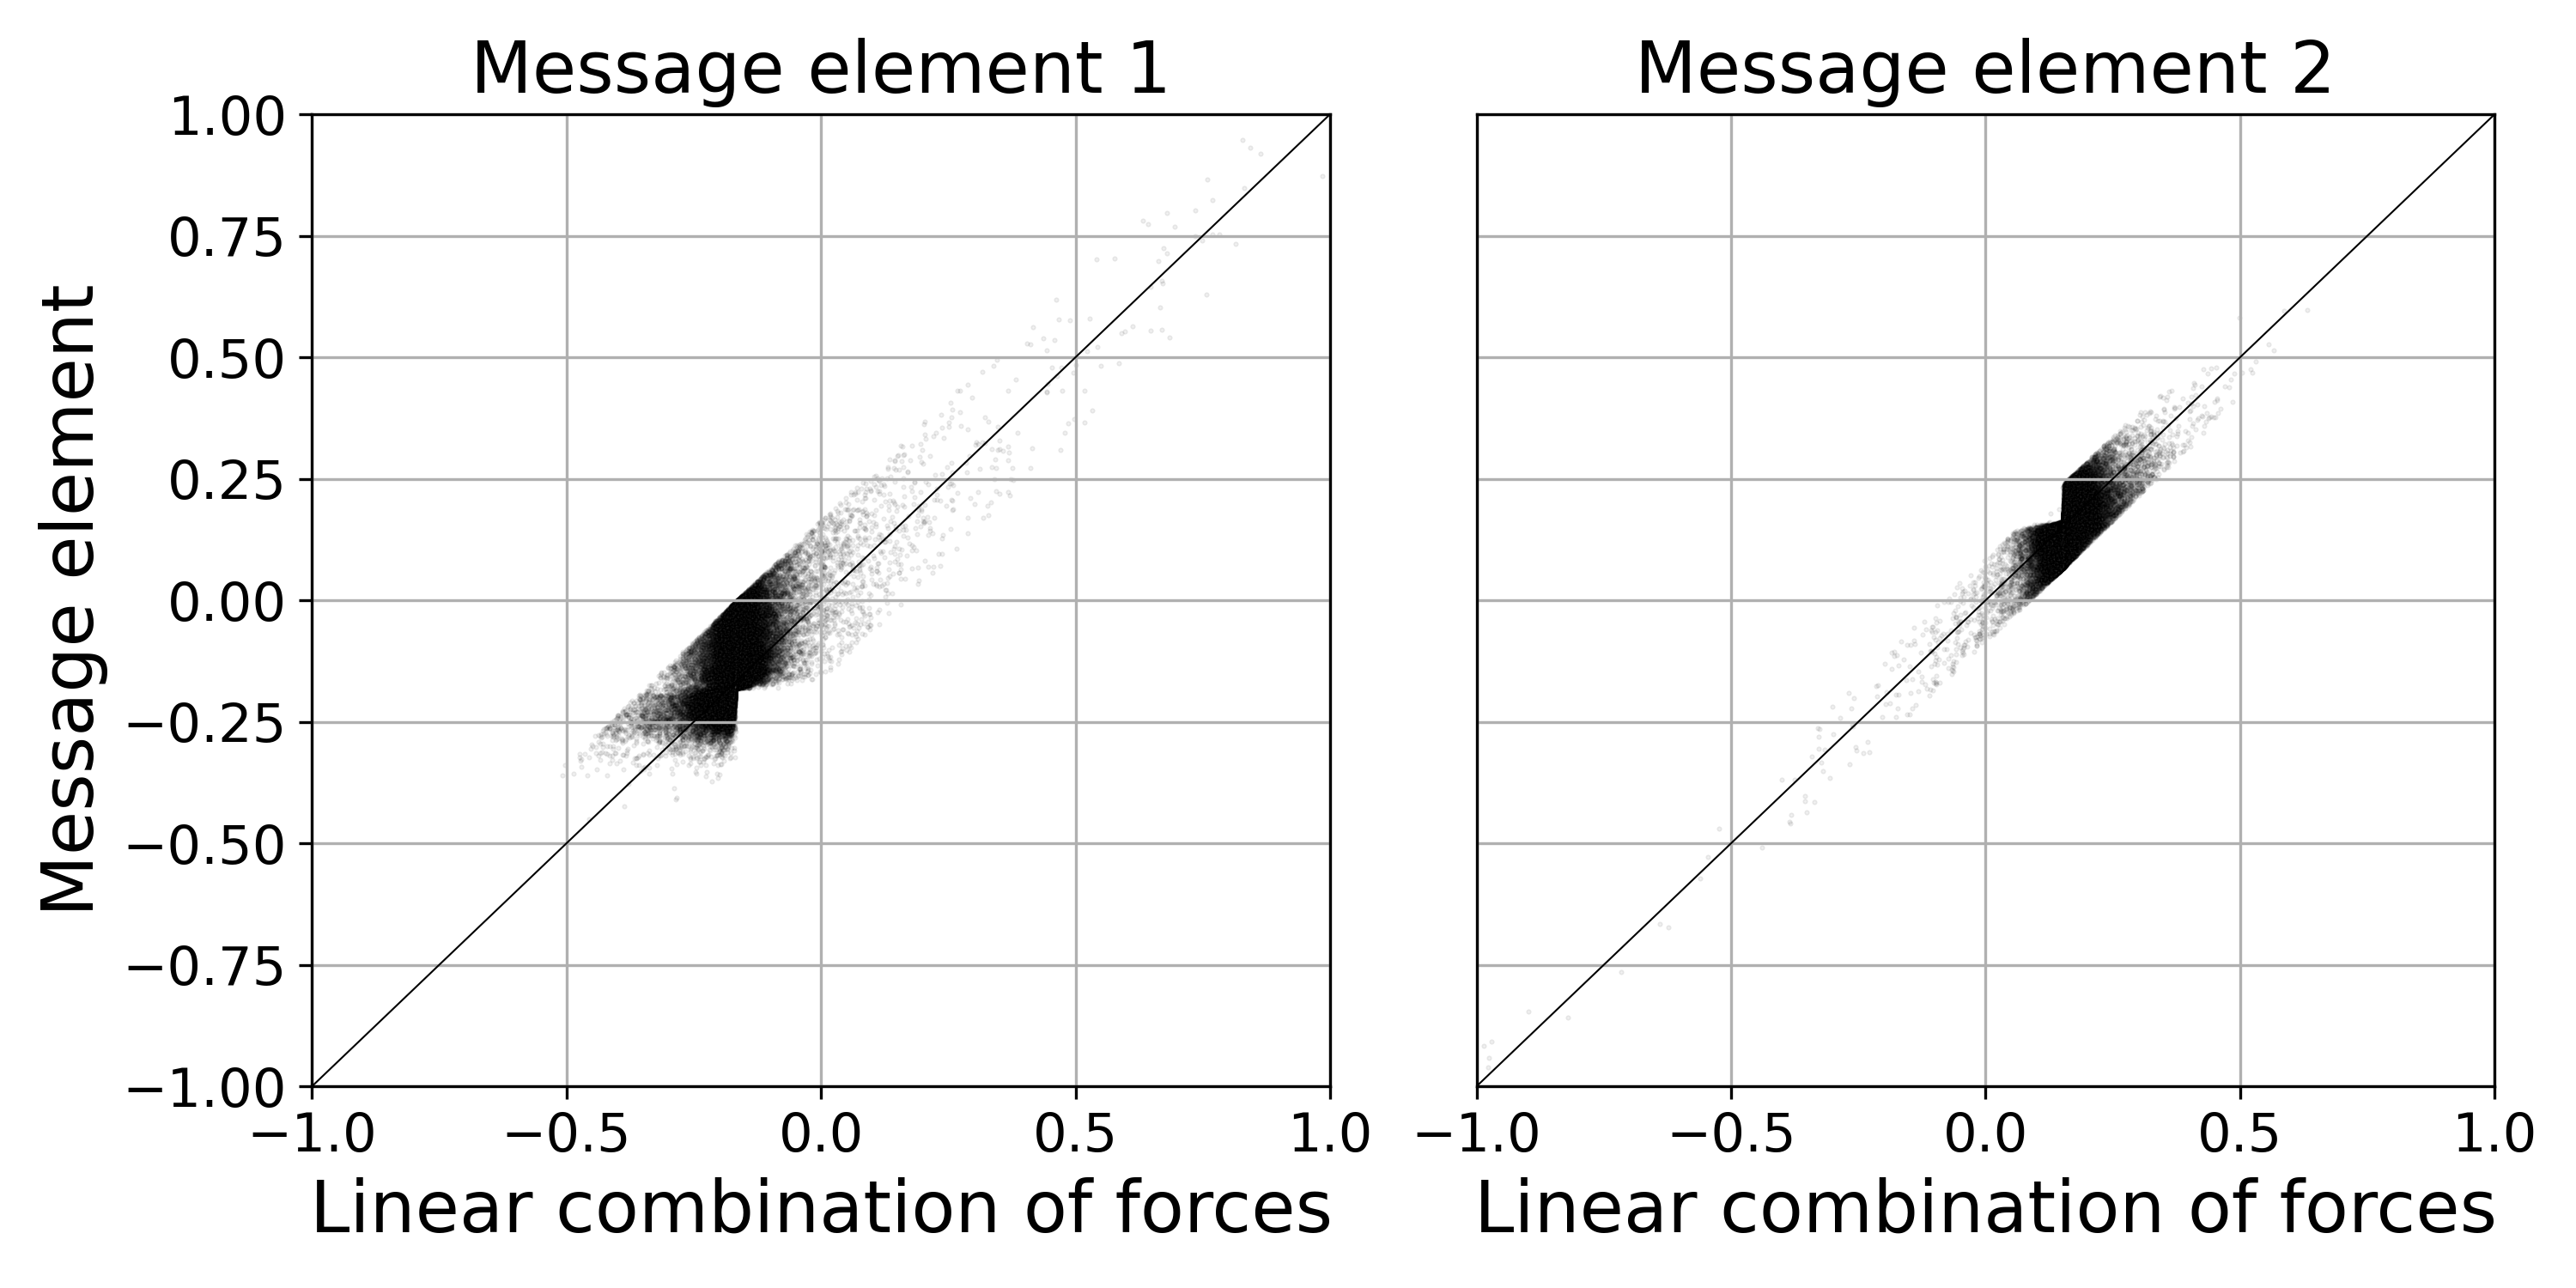 Message element 1
Message element 2
Message element
1.00
0.75
0.50
0.25
0.00
−0.25
−0.50
−0.75
−1.00
−1.0 −0.5 0.0 0.5 1.0
−1.0 −0.5 0.0 0.5 1.0
Linear combination of forces
Linear combination of forces